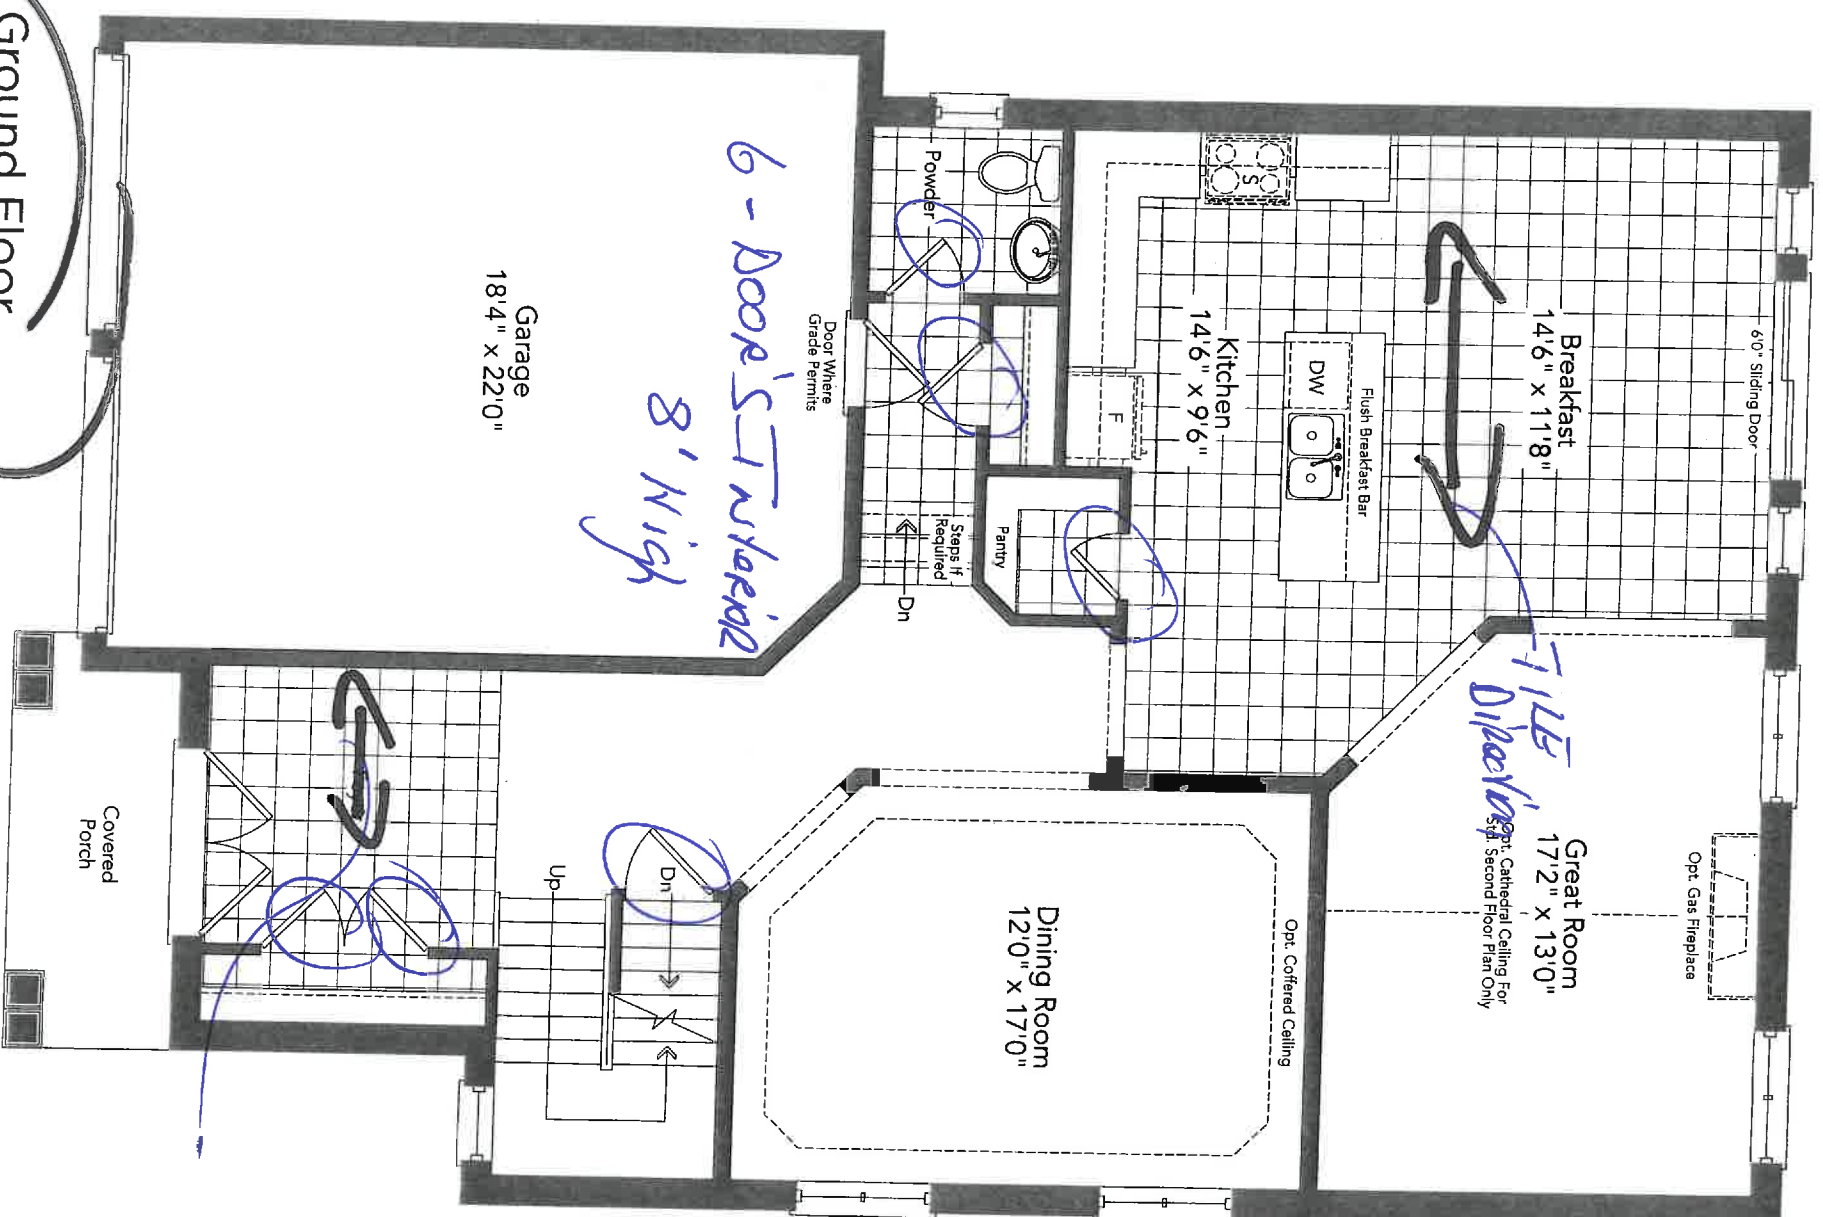 Ground Floor
6'0" Sliding Door
Breakfast
14'6" x 11'8"
Flush Breakfast Bar
DW
Kitchen
14'6" x 9'6"
S
F
Powder
Pantry
Steps If
Required
Dn
Door Where
Grade Permits
Garage
18'4" x 22'0"
6 - DOOR'S INTERIOR
8' High
TILE
Direction
Opt. Gas Fireplace
Great Room
17'2" x 13'0"
Opt. Cathedral Ceiling For
Std. Second Floor Plan Only
Opt. Coffered Ceiling
Dining Room
12'0" x 17'0"
Dn
Up
Covered
Porch